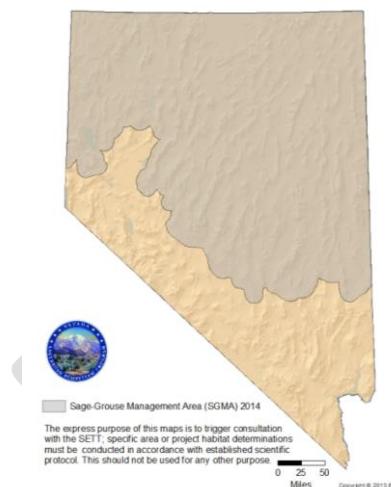 Sage-Grouse Management Area (SGMA) 2014
The express purpose of this maps is to trigger consultation
with the SETT; specific area or project habitat determinations
must be conducted in accordance with established scientific
protocol. This should not be used for any other purpose.
0 25 50
Miles
Copyright © 2013